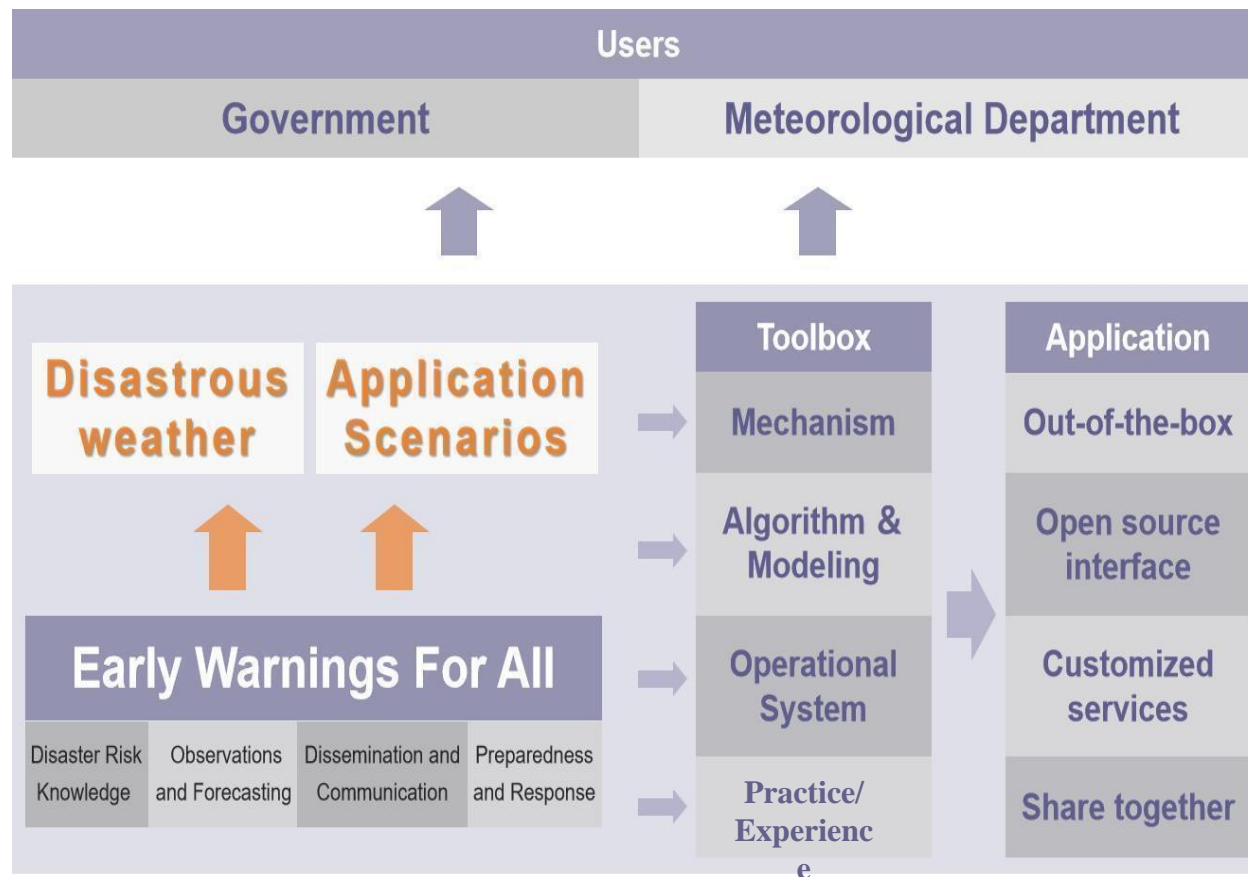 Users
Government
Meteorological Department
Disastrous
weather
Application
Scenarios
Early Warnings For All
Disaster Risk
Knowledge
Observations
and Forecasting
Dissemination and
Communication
Preparedness
and Response
Toolbox
Mechanism
Algorithm &
Modeling
Operational
System
Practice/
Experienc
e
Application
Out-of-the-box
Open source
interface
Customized
services
Share together